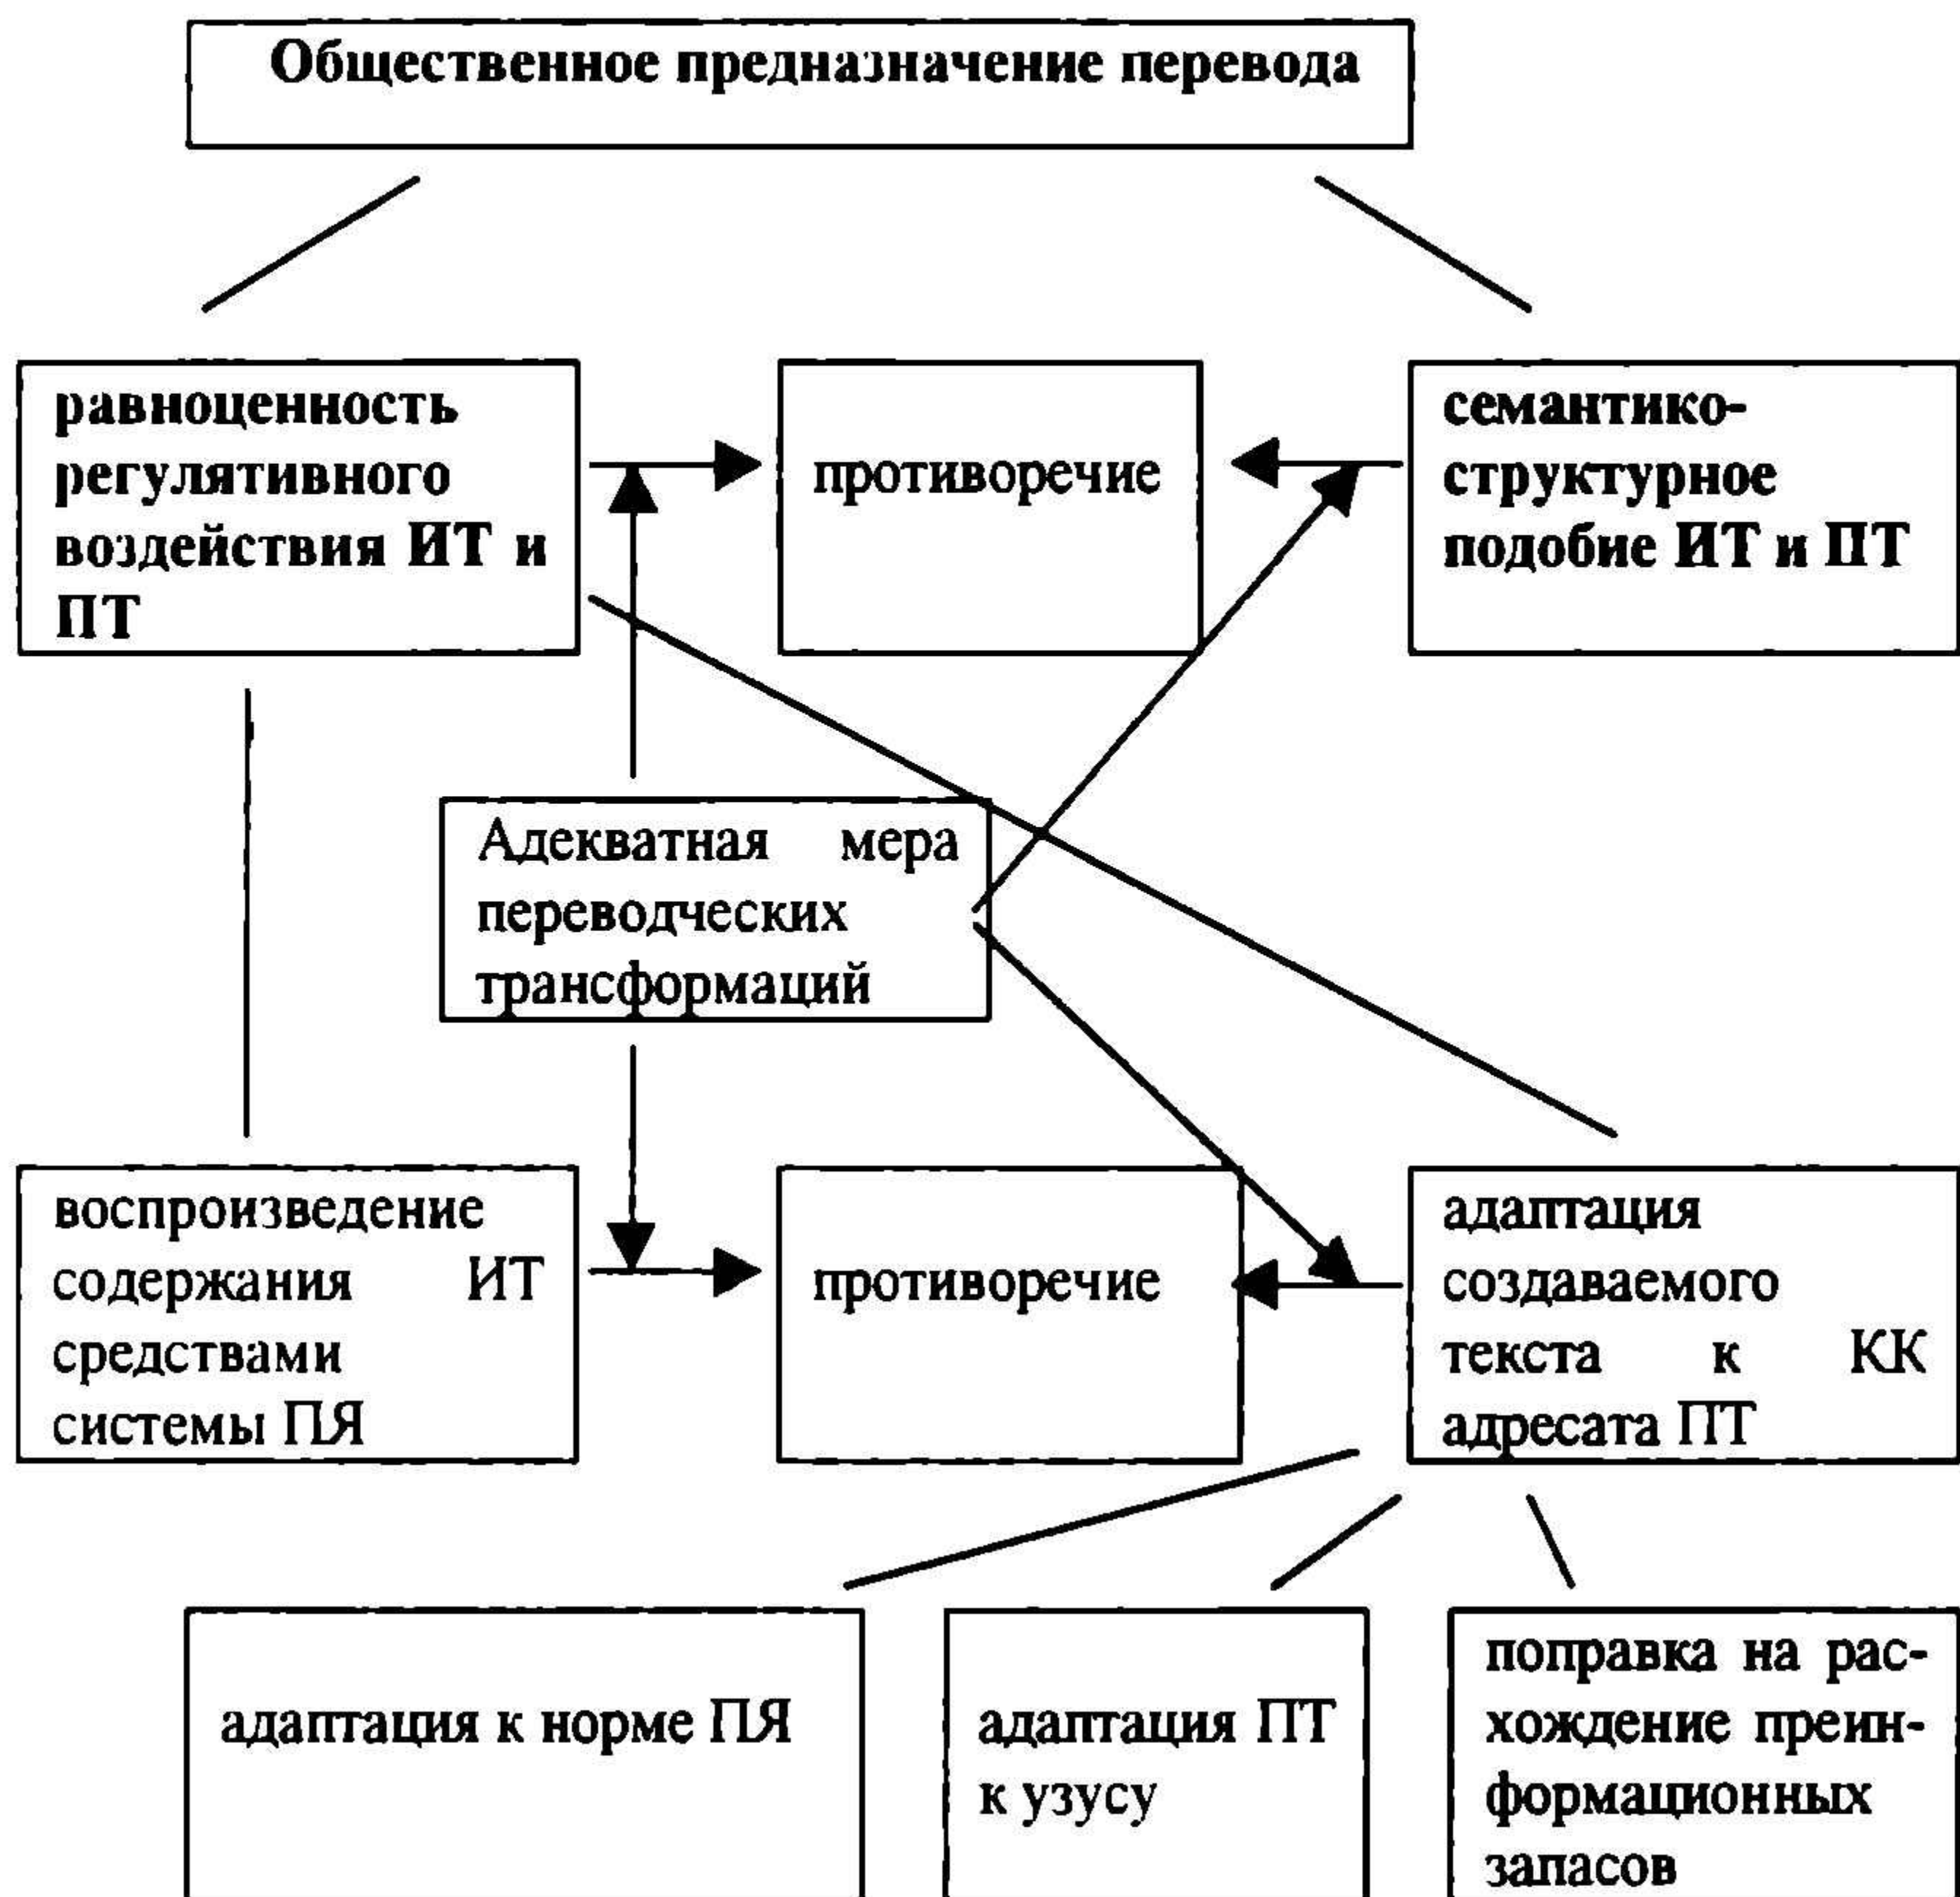 Общественное предназначение перевода
равноценность
регулятивного
воздействия ИТ и
ПТ
противоречие
семантико-
структурное
подобие ИТ и ПТ
Адекватная мера
переводческих
трансформаций
воспроизведение
содержания ИТ
средствами
системы ПЯ
противоречие
адаптация
создаваемого
текста к КК
адресата ПТ
адаптация к норме ПЯ
адаптация ПТ
к узусу
поправка на рас-
хождение преин-
формационных
запасов